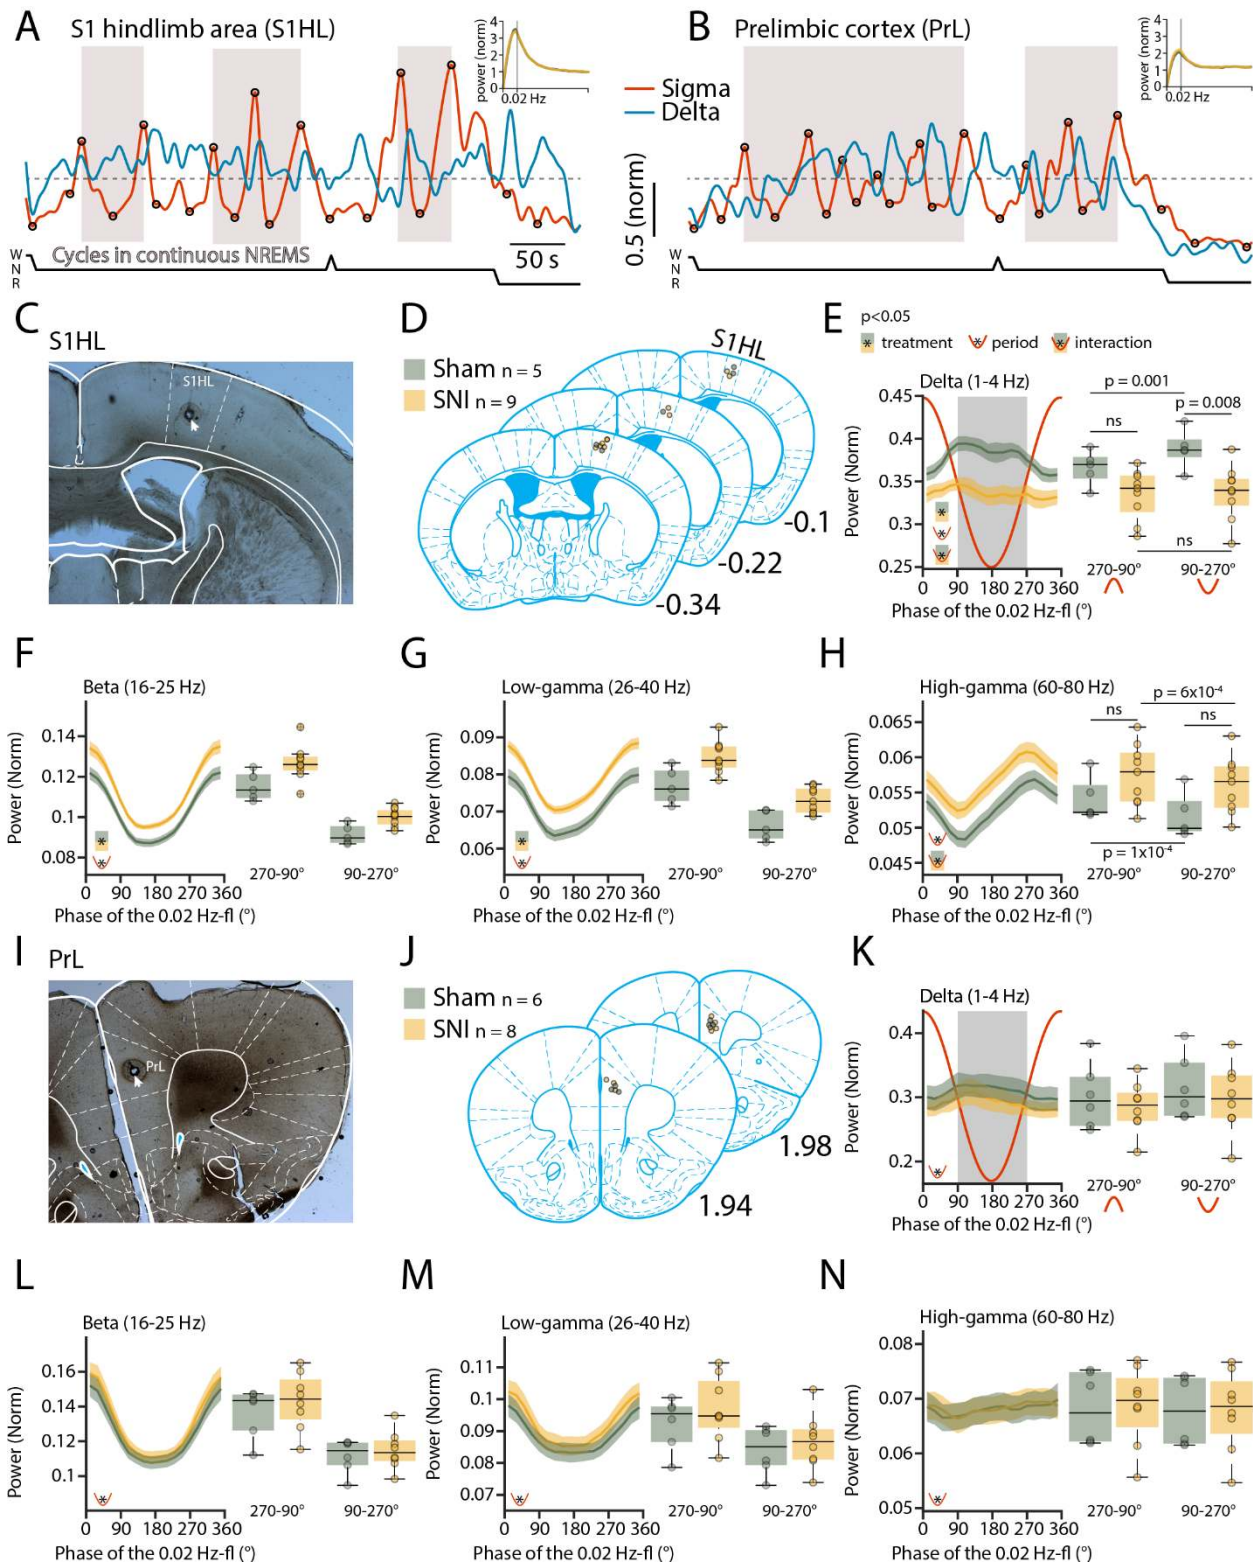 A S1 hindlimb area (S1HL)
power (norm)
4
3
2
1
0
0.02 Hz
Cycles in continuous NREMS
W
N
R
50 s
B Prelimbic cortex (PrL)
power (norm)
4
3
2
1
0
0.02 Hz
Sigma
Delta
0.5 (norm)
W
N
R
C S1HL
S1HL
D
Sham n = 5
SNI n = 9
S1HL
-0.1
-0.22
-0.34
E
p<0.05
* treatment * period * interaction
Delta (1-4 Hz)
p = 0.001
p = 0.008
ns
ns
Power (Norm)
0.45
0.4
0.35
0.3
0.25
* 
*
*
0 90 180 270 360
270-90° 90-270°
Phase of the 0.02 Hz-fl (°)
F
Beta (16-25 Hz)
Power (Norm)
0.14
0.12
0.1
0.08
*
*
0 90 180 270 360
270-90° 90-270°
Phase of the 0.02 Hz-fl (°)
G
Low-gamma (26-40 Hz)
Power (Norm)
0.09
0.08
0.07
0.06
*
*
0 90 180 270 360
270-90° 90-270°
Phase of the 0.02 Hz-fl (°)
H
High-gamma (60-80 Hz)
p = 6x10⁻⁴
ns
ns
p = 1x10⁻⁴
Power (Norm)
0.065
0.06
0.055
0.05
0.045
*
*
0 90 180 270 360
270-90° 90-270°
Phase of the 0.02 Hz-fl (°)
I PrL
PrL
J
Sham n = 6
SNI n = 8
1.98
1.94
K
Delta (1-4 Hz)
Power (Norm)
0.4
0.3
0.2
*
0 90 180 270 360
270-90° 90-270°
Phase of the 0.02 Hz-fl (°)
L
Beta (16-25 Hz)
Power (Norm)
0.16
0.14
0.12
0.1
*
0 90 180 270 360
270-90° 90-270°
Phase of the 0.02 Hz-fl (°)
M
Low-gamma (26-40 Hz)
Power (Norm)
0.11
0.1
0.09
0.08
0.07
*
0 90 180 270 360
270-90° 90-270°
Phase of the 0.02 Hz-fl (°)
N
High-gamma (60-80 Hz)
Power (Norm)
0.08
0.07
0.06
0.05
*
0 90 180 270 360
270-90° 90-270°
Phase of the 0.02 Hz-fl (°)